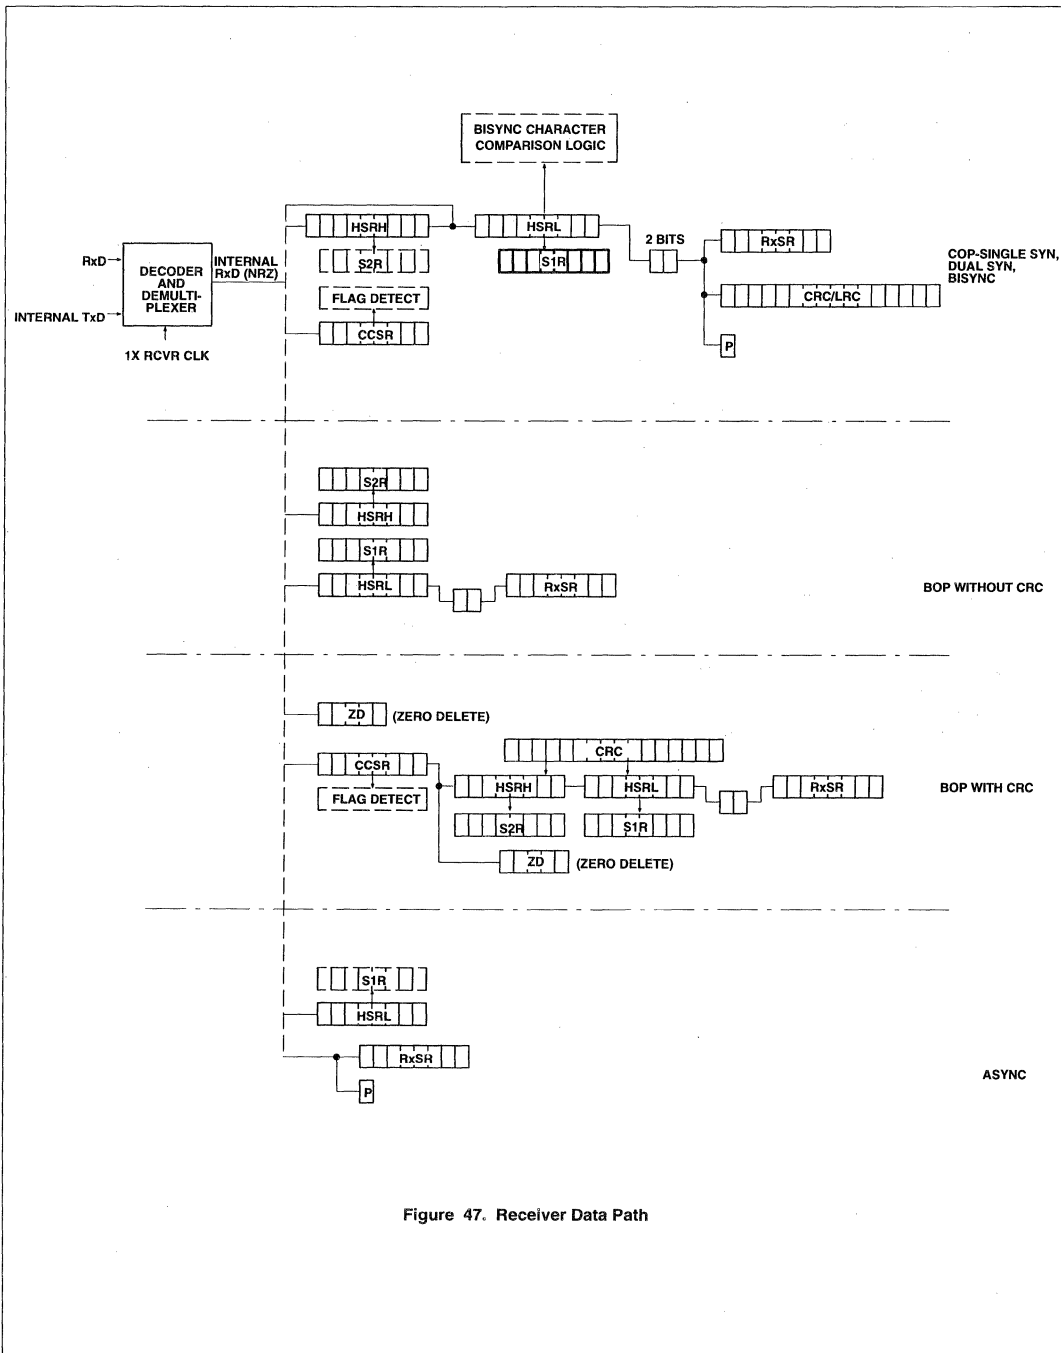 BISYNC CHARACTER
COMPARISON LOGIC
HSRH
HSRL
2 BITS
RxSR
COP-SINGLE SYN,
DUAL SYN,
BISYNC
RxD
DECODER
AND
DEMULTI-
PLEXER
INTERNAL
RxD (NRZ)
S2R
S1R
FLAG DETECT
CRC/LRC
INTERNAL TxD
CCSR
P
1X RCVR CLK
S2R
HSRH
S1R
HSRL
RxSR
BOP WITHOUT CRC
ZD
(ZERO DELETE)
CRC
CCSR
HSRH
HSRL
RxSR
BOP WITH CRC
FLAG DETECT
S2R
S1R
ZD
(ZERO DELETE)
S1R
HSRL
RxSR
ASYNC
P
Figure 47. Receiver Data Path